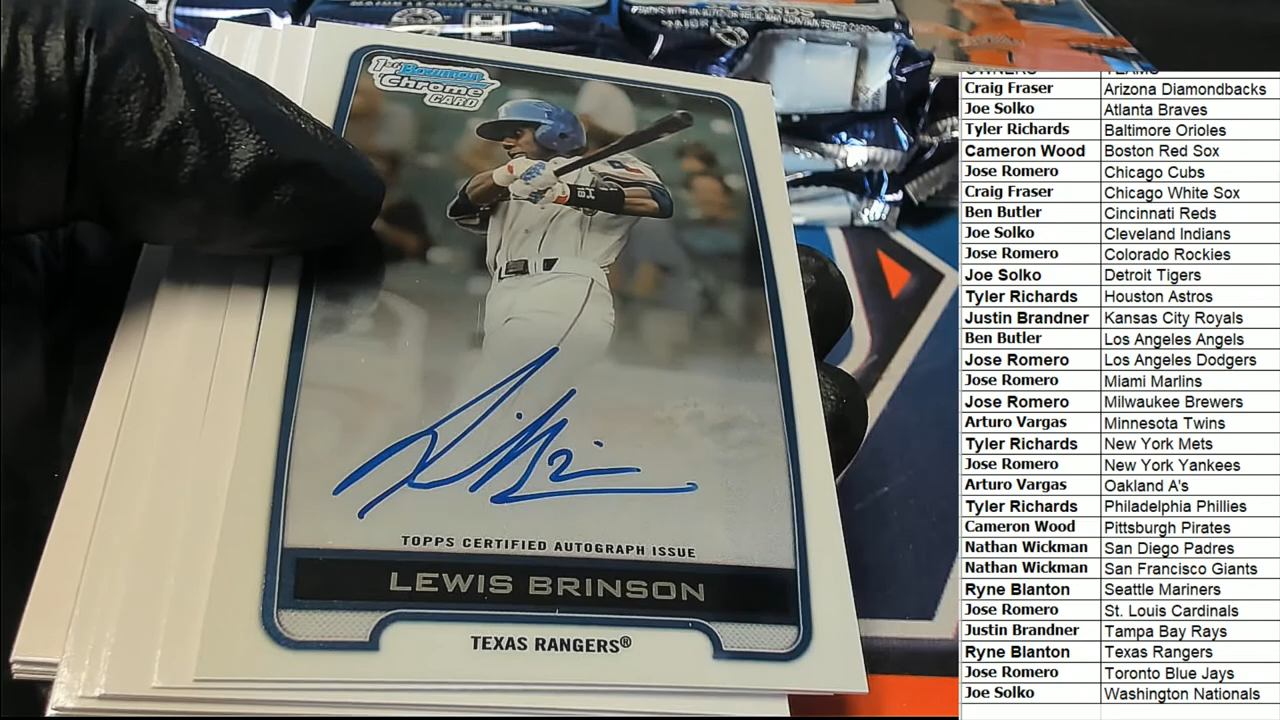 1st Bowman
Chrome
CARD
TOPPS CERTIFIED AUTOGRAPH ISSUE
LEWIS BRINSON
TEXAS RANGERS®
OWNERS TEAMS
Craig Fraser Arizona Diamondbacks
Joe Solko Atlanta Braves
Tyler Richards Baltimore Orioles
Cameron Wood Boston Red Sox
Jose Romero Chicago Cubs
Craig Fraser Chicago White Sox
Ben Butler Cincinnati Reds
Joe Solko Cleveland Indians
Jose Romero Colorado Rockies
Joe Solko Detroit Tigers
Tyler Richards Houston Astros
Justin Brandner Kansas City Royals
Ben Butler Los Angeles Angels
Jose Romero Los Angeles Dodgers
Jose Romero Miami Marlins
Jose Romero Milwaukee Brewers
Arturo Vargas Minnesota Twins
Tyler Richards New York Mets
Jose Romero New York Yankees
Arturo Vargas Oakland A's
Tyler Richards Philadelphia Phillies
Cameron Wood Pittsburgh Pirates
Nathan Wickman San Diego Padres
Nathan Wickman San Francisco Giants
Ryne Blanton Seattle Mariners
Jose Romero St. Louis Cardinals
Justin Brandner Tampa Bay Rays
Ryne Blanton Texas Rangers
Jose Romero Toronto Blue Jays
Joe Solko Washington Nationals